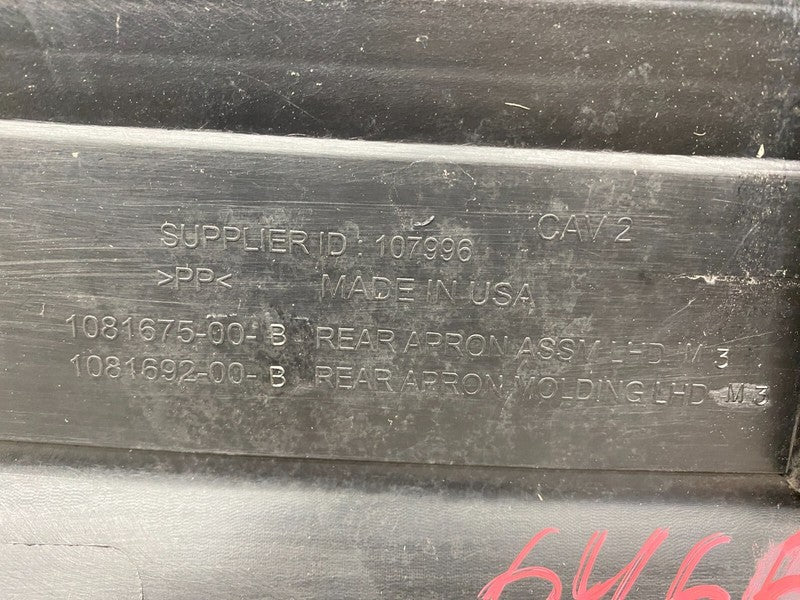 CAV 2
SUPPLIER ID : 107996
>PP< MADE IN USA
1081675-00-B REAR APRON ASSM LHD M3
1081692-00-B REAR APRON MOLDING LHD M3